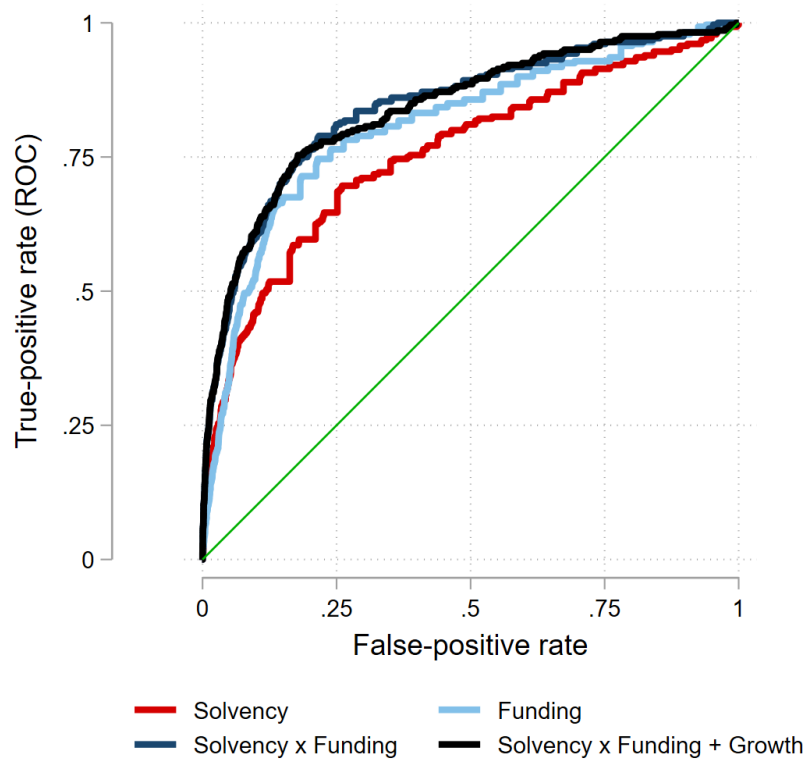 1
.75
.5
.25
0
True-positive rate (ROC)
0 .25 .5 .75 1
False-positive rate
Solvency Funding
Solvency x Funding Solvency x Funding + Growth